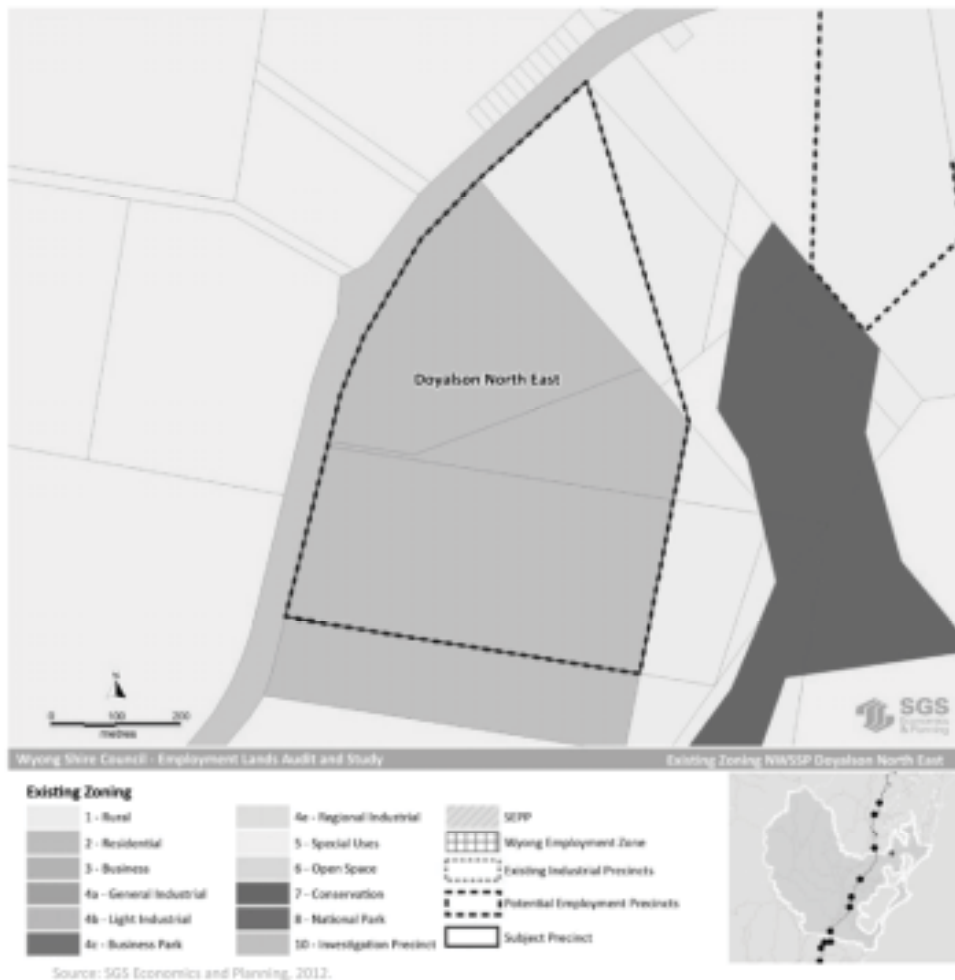 Doyalson North East
N
0 100 200
metres
SGS
Economics
& Planning
Wyong Shire Council - Employment Lands Audit and Study
Existing Zoning NWSSP Doyalson North East
Existing Zoning
1 - Rural
2 - Residential
3 - Business
4a - General Industrial
4b - Light Industrial
4c - Business Park
4e - Regional Industrial
5 - Special Uses
6 - Open Space
7 - Conservation
8 - National Park
10 - Investigation Precinct
SEPP
Wyong Employment Zone
Existing Industrial Precincts
Potential Employment Precincts
Subject Precinct
Source: SGS Economics and Planning, 2012.